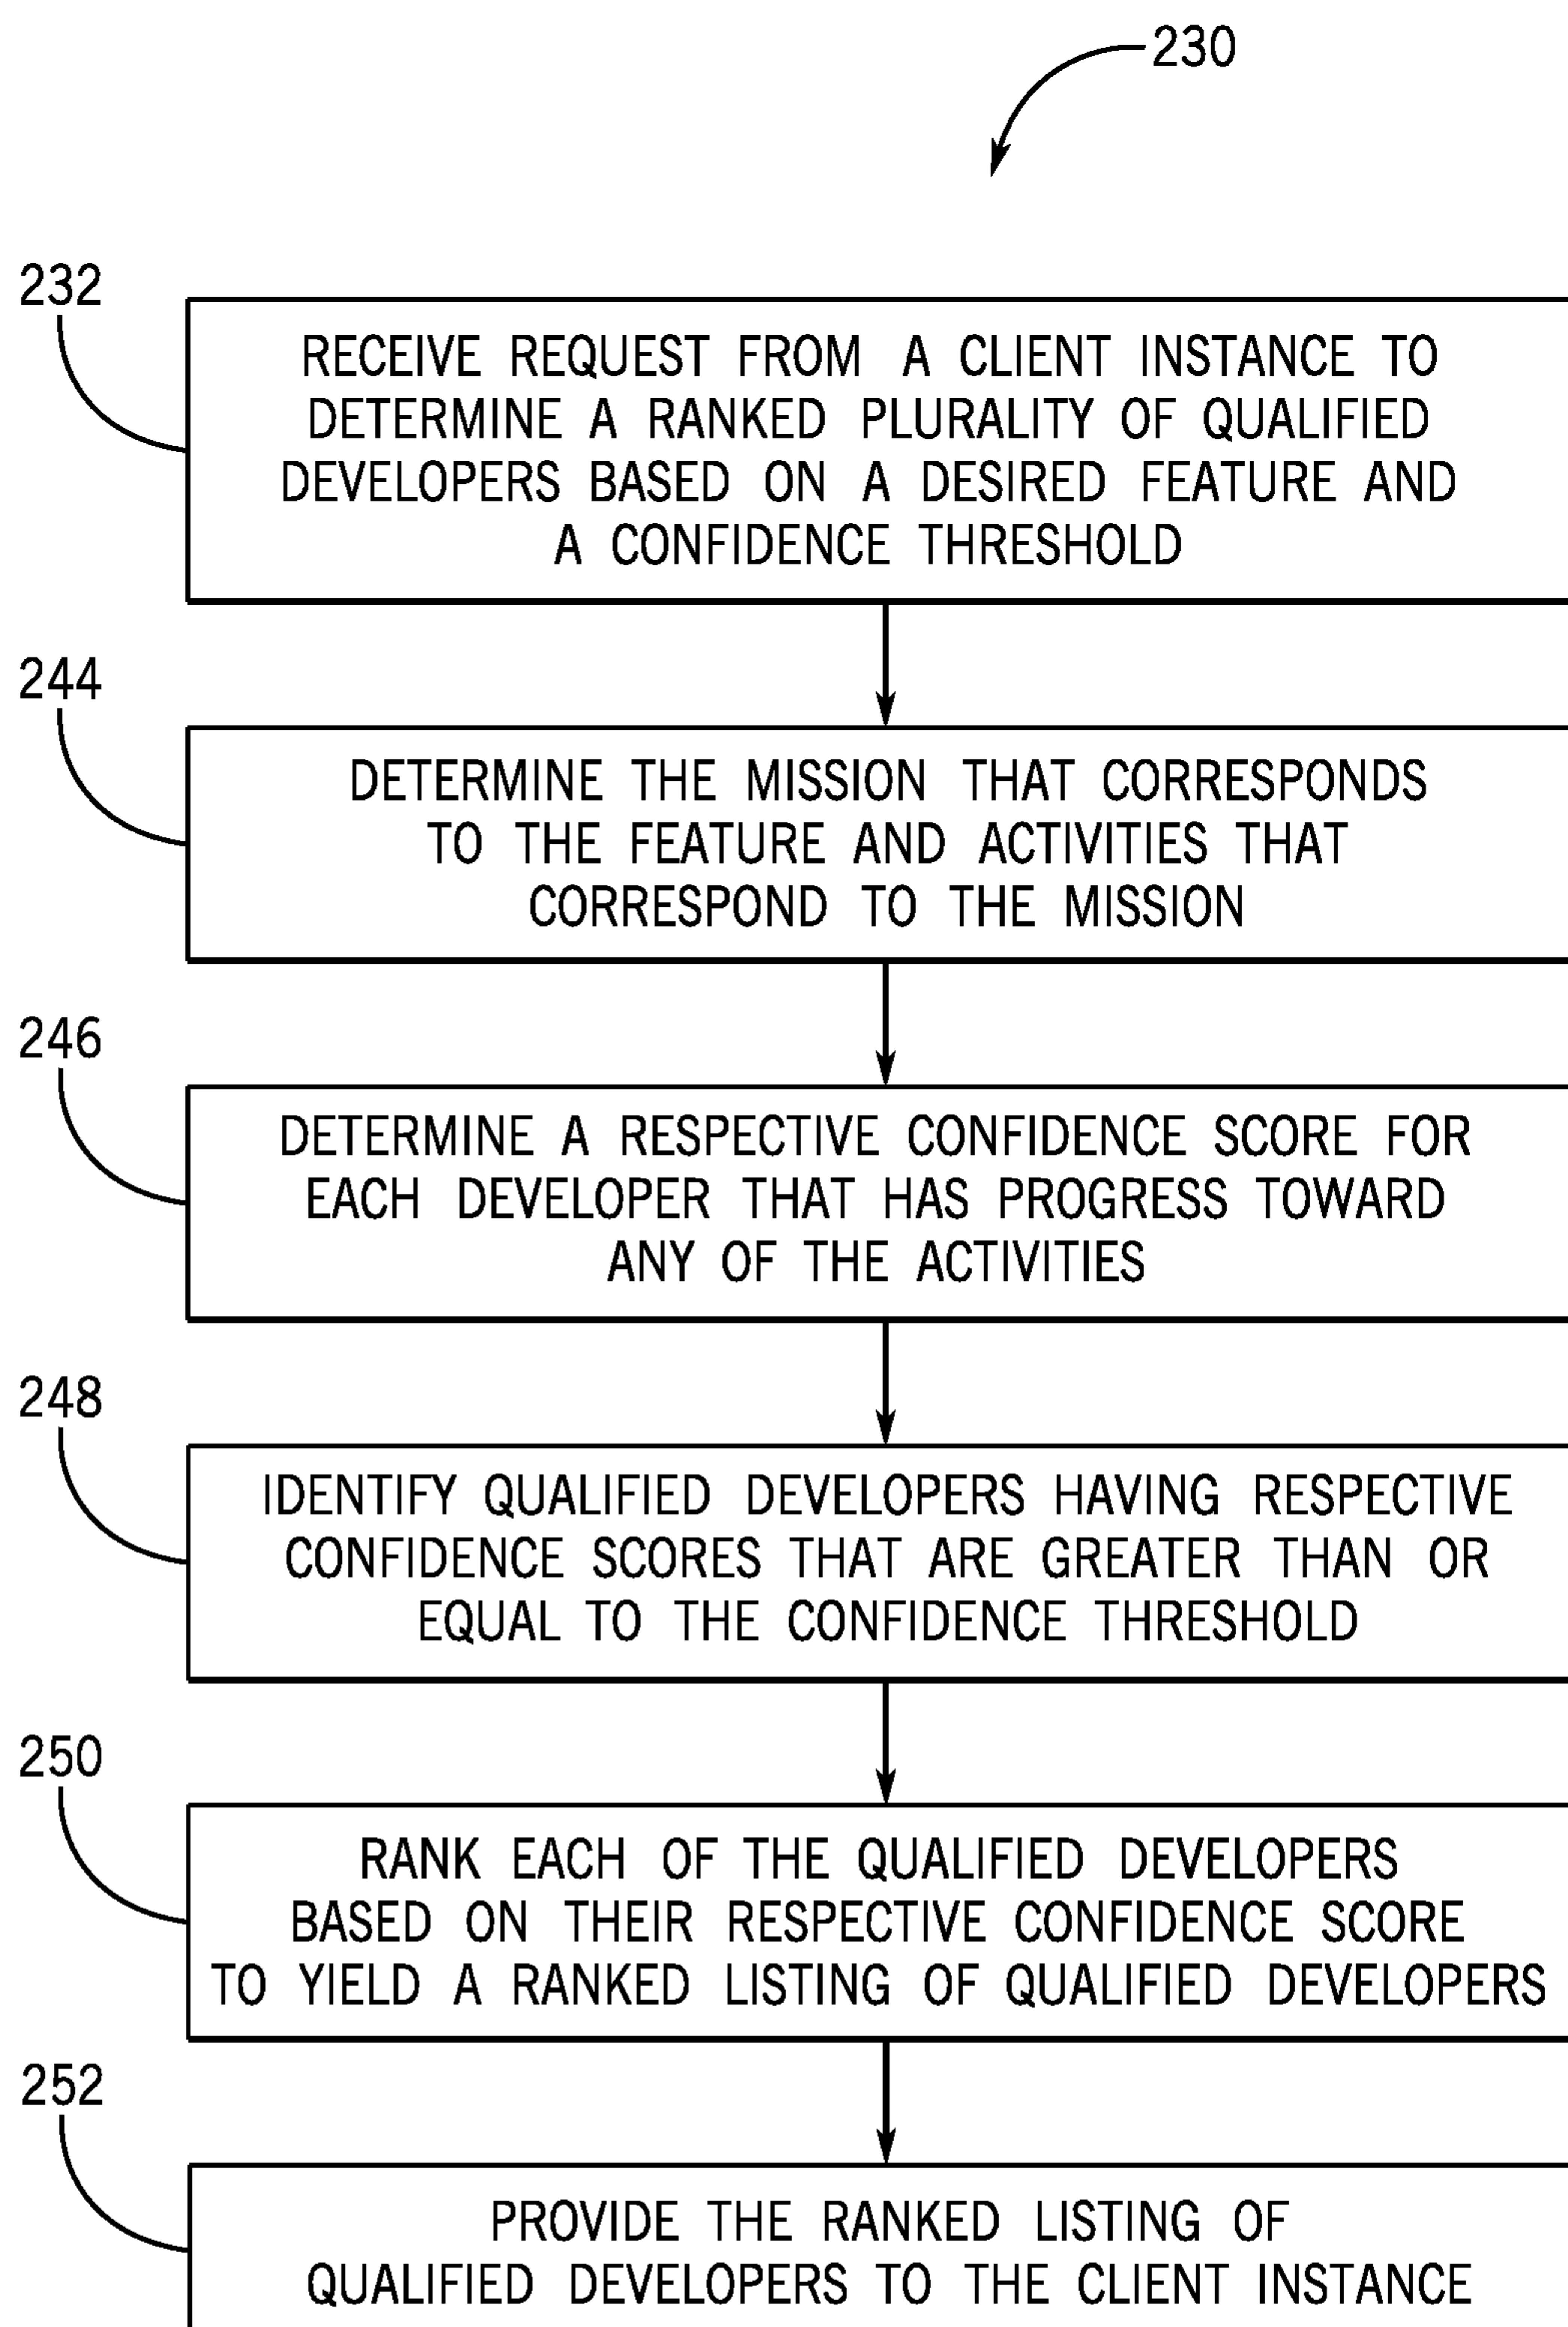 230
232
RECEIVE REQUEST FROM A CLIENT INSTANCE TO
DETERMINE A RANKED PLURALITY OF QUALIFIED
DEVELOPERS BASED ON A DESIRED FEATURE AND
A CONFIDENCE THRESHOLD
244
DETERMINE THE MISSION THAT CORRESPONDS
TO THE FEATURE AND ACTIVITIES THAT
CORRESPOND TO THE MISSION
246
DETERMINE A RESPECTIVE CONFIDENCE SCORE FOR
EACH DEVELOPER THAT HAS PROGRESS TOWARD
ANY OF THE ACTIVITIES
248
IDENTIFY QUALIFIED DEVELOPERS HAVING RESPECTIVE
CONFIDENCE SCORES THAT ARE GREATER THAN OR
EQUAL TO THE CONFIDENCE THRESHOLD
250
RANK EACH OF THE QUALIFIED DEVELOPERS
BASED ON THEIR RESPECTIVE CONFIDENCE SCORE
TO YIELD A RANKED LISTING OF QUALIFIED DEVELOPERS
252
PROVIDE THE RANKED LISTING OF
QUALIFIED DEVELOPERS TO THE CLIENT INSTANCE